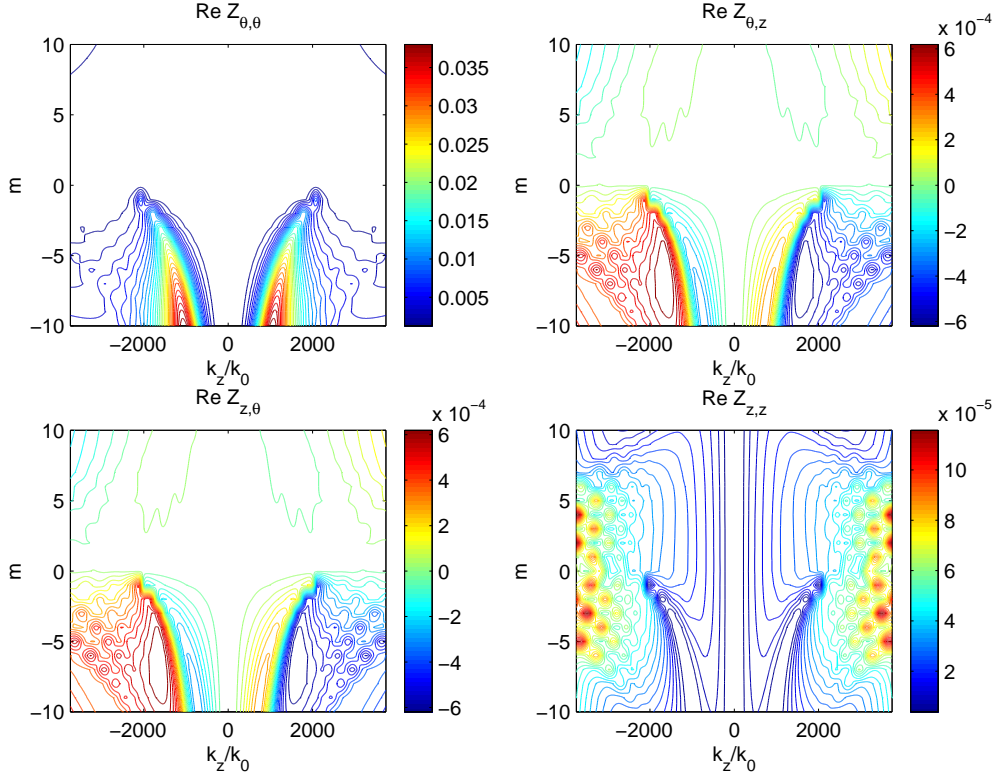 Re Z_{θ,θ}
10
5
0
−5
−10
m
−2000 0 2000
k_z/k_0
0.035
0.03
0.025
0.02
0.015
0.01
0.005
Re Z_{θ,z}
x 10^{−4}
10
5
0
−5
−10
m
−2000 0 2000
k_z/k_0
6
4
2
0
−2
−4
−6
Re Z_{z,θ}
x 10^{−4}
10
5
0
−5
−10
m
−2000 0 2000
k_z/k_0
6
4
2
0
−2
−4
−6
Re Z_{z,z}
x 10^{−5}
10
5
0
−5
−10
m
−2000 0 2000
k_z/k_0
10
8
6
4
2